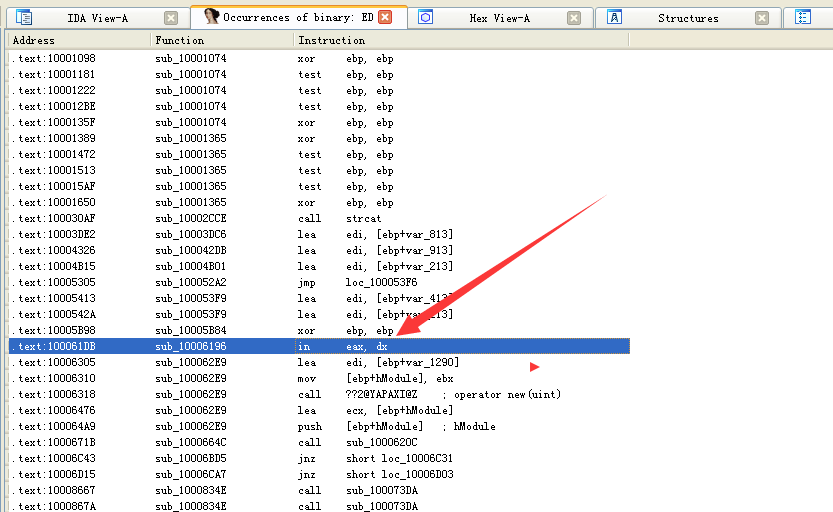 IDA View-A Occurrences of binary: ED Hex View-A Structures
Address Function Instruction
.text:10001098 sub_10001074 xor ebp, ebp
.text:10001181 sub_10001074 test ebp, ebp
.text:10001222 sub_10001074 test ebp, ebp
.text:100012BE sub_10001074 test ebp, ebp
.text:1000135F sub_10001074 xor ebp, ebp
.text:10001389 sub_10001365 xor ebp, ebp
.text:10001472 sub_10001365 test ebp, ebp
.text:10001513 sub_10001365 test ebp, ebp
.text:100015AF sub_10001365 test ebp, ebp
.text:10001650 sub_10001365 xor ebp, ebp
.text:100030AF sub_10002CCE call strcat
.text:10003DE2 sub_10003DC6 lea edi, [ebp+var_813]
.text:10004326 sub_100042DB lea edi, [ebp+var_913]
.text:10004B15 sub_10004B01 lea edi, [ebp+var_213]
.text:10005305 sub_100052A2 jmp loc_100053F6
.text:10005413 sub_100053F9 lea edi, [ebp+var_413]
.text:1000542A sub_100053F9 lea edi, [ebp+var_213]
.text:10005B98 sub_10005B84 xor ebp, ebp
.text:100061DB sub_10006196 in eax, dx
.text:10006305 sub_100062E9 lea edi, [ebp+var_1290]
.text:10006310 sub_100062E9 mov [ebp+hModule], ebx
.text:10006318 sub_100062E9 call ??2@YAPAXI@Z ; operator new(uint)
.text:10006476 sub_100062E9 lea ecx, [ebp+hModule]
.text:100064A9 sub_100062E9 push [ebp+hModule] ; hModule
.text:1000671B sub_1000664C call sub_1000620C
.text:10006C43 sub_10006BD5 jnz short loc_10006C31
.text:10006D15 sub_10006CA7 jnz short loc_10006D03
.text:10008667 sub_1000834E call sub_100073DA
.text:1000867A sub_1000834E call sub_100073DA